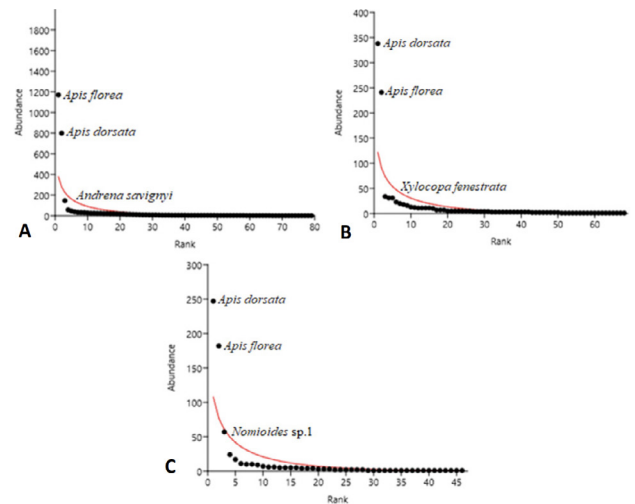 1800
1600
1400
1200
1000
800
600
400
200
0
Abundance
Apis florea
Apis dorsata
Andrena savignyi
0 10 20 30 40 50 60 70 80
Rank
A
400
350
300
250
200
150
100
50
0
Abundance
Apis dorsata
Apis florea
Xylocopa fenestrata
0 10 20 30 40 50 60
Rank
B
300
250
200
150
100
50
0
Abundance
Apis dorsata
Apis florea
Nomioides sp.1
0 5 10 15 20 25 30 35 40 45
Rank
C